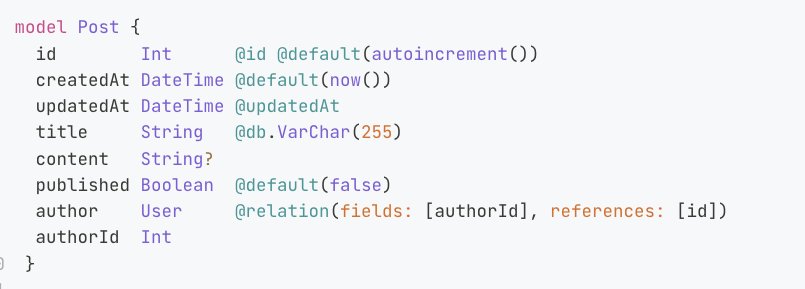 model Post {
  id        Int      @id @default(autoincrement())
  createdAt DateTime @default(now())
  updatedAt DateTime @updatedAt
  title     String   @db.VarChar(255)
  content   String?
  published Boolean  @default(false)
  author    User     @relation(fields: [authorId], references: [id])
  authorId  Int
}